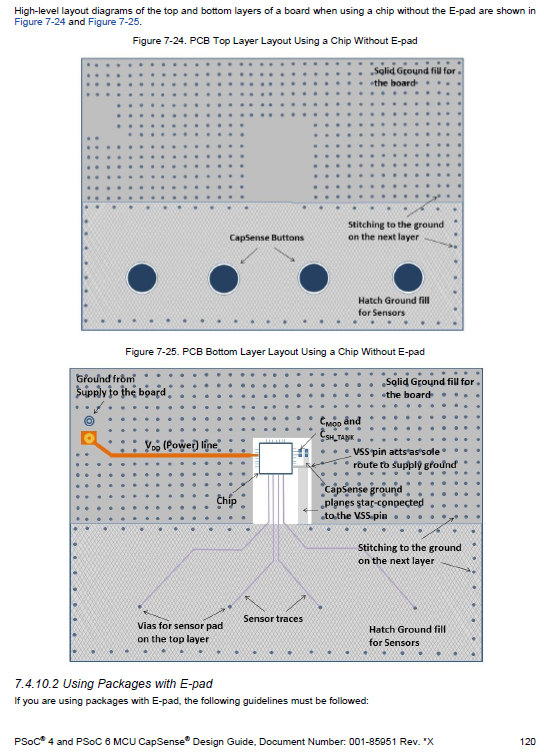 High-level layout diagrams of the top and bottom layers of a board when using a chip without the E-pad are shown in
Figure 7-24 and Figure 7-25.
Figure 7-24. PCB Top Layer Layout Using a Chip Without E-pad
Solid Ground fill for
the board
Stitching to the ground
on the next layer
CapSense Buttons
Hatch Ground fill
for Sensors
Figure 7-25. PCB Bottom Layer Layout Using a Chip Without E-pad
Ground from
Supply to the board
Solid Ground fill for
the board
CMOD and
CSH_TANK
VDD (Power) line
VSS pin acts as sole
route to supply ground
Chip
CapSense ground
planes star-connected
to the VSS pin
Stitching to the ground
on the next layer
Vias for sensor pad
on the top layer
Sensor traces
Hatch Ground fill
for Sensors
7.4.10.2 Using Packages with E-pad
If you are using packages with E-pad, the following guidelines must be followed:
PSoC® 4 and PSoC 6 MCU CapSense® Design Guide, Document Number: 001-85951 Rev. *X
120